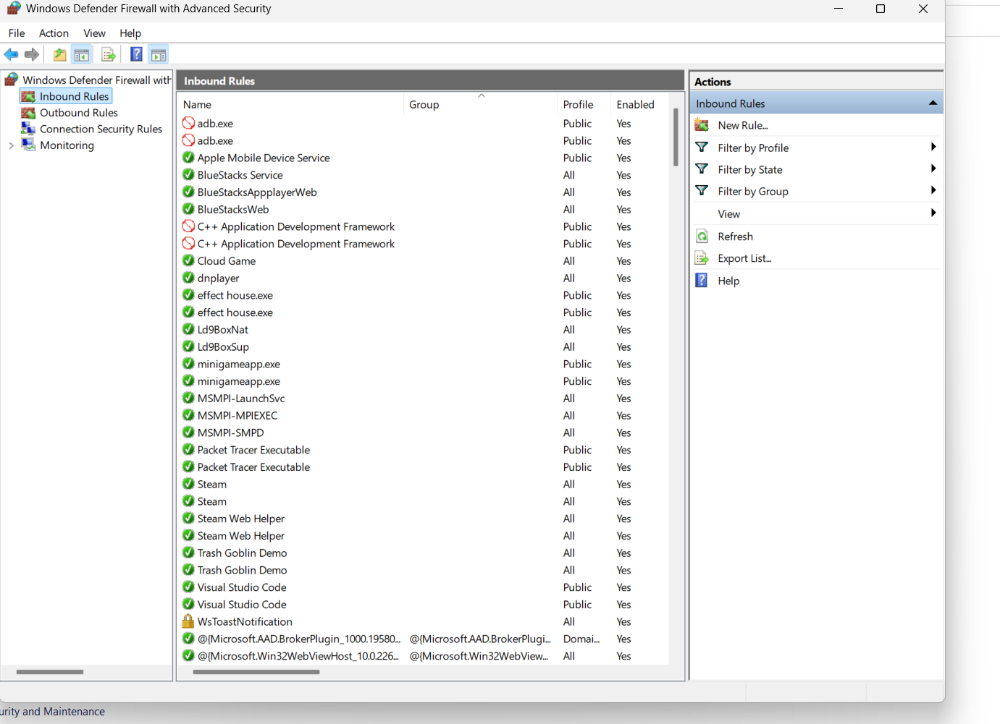 Windows Defender Firewall with Advanced Security
File Action View Help
Windows Defender Firewall with
Inbound Rules
Outbound Rules
Connection Security Rules
Monitoring
Inbound Rules
Name Group Profile Enabled
adb.exe Public Yes
adb.exe Public Yes
Apple Mobile Device Service Public Yes
BlueStacks Service All Yes
BlueStacksAppplayerWeb All Yes
BlueStacksWeb All Yes
C++ Application Development Framework Public Yes
C++ Application Development Framework Public Yes
Cloud Game All Yes
dnplayer All Yes
effect house.exe Public Yes
effect house.exe Public Yes
Ld9BoxNat All Yes
Ld9BoxSup All Yes
minigameapp.exe Public Yes
minigameapp.exe Public Yes
MSMPI-LaunchSvc All Yes
MSMPI-MPIEXEC All Yes
MSMPI-SMPD All Yes
Packet Tracer Executable Public Yes
Packet Tracer Executable Public Yes
Steam All Yes
Steam All Yes
Steam Web Helper All Yes
Steam Web Helper All Yes
Trash Goblin Demo All Yes
Trash Goblin Demo All Yes
Visual Studio Code Public Yes
Visual Studio Code Public Yes
WsToastNotification All Yes
@{Microsoft.AAD.BrokerPlugin_1000.19580... @{Microsoft.AAD.BrokerPlugi... Domai... Yes
@{Microsoft.Win32WebViewHost_10.0.226... @{Microsoft.Win32WebView... All Yes
Actions
Inbound Rules
New Rule...
Filter by Profile
Filter by State
Filter by Group
View
Refresh
Export List...
Help
urity and Maintenance